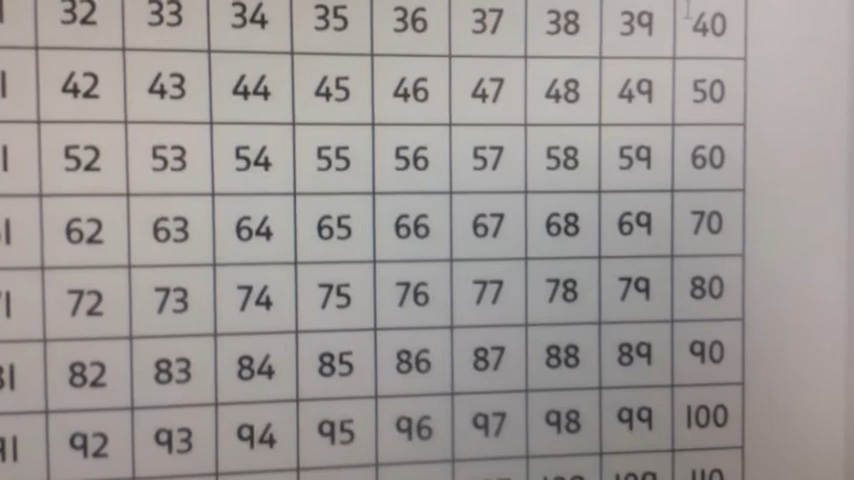 32 33 34 35 36 37 38 39 40
42 43 44 45 46 47 48 49 50
52 53 54 55 56 57 58 59 60
62 63 64 65 66 67 68 69 70
72 73 74 75 76 77 78 79 80
82 83 84 85 86 87 88 89 90
92 93 94 95 96 97 98 99 100